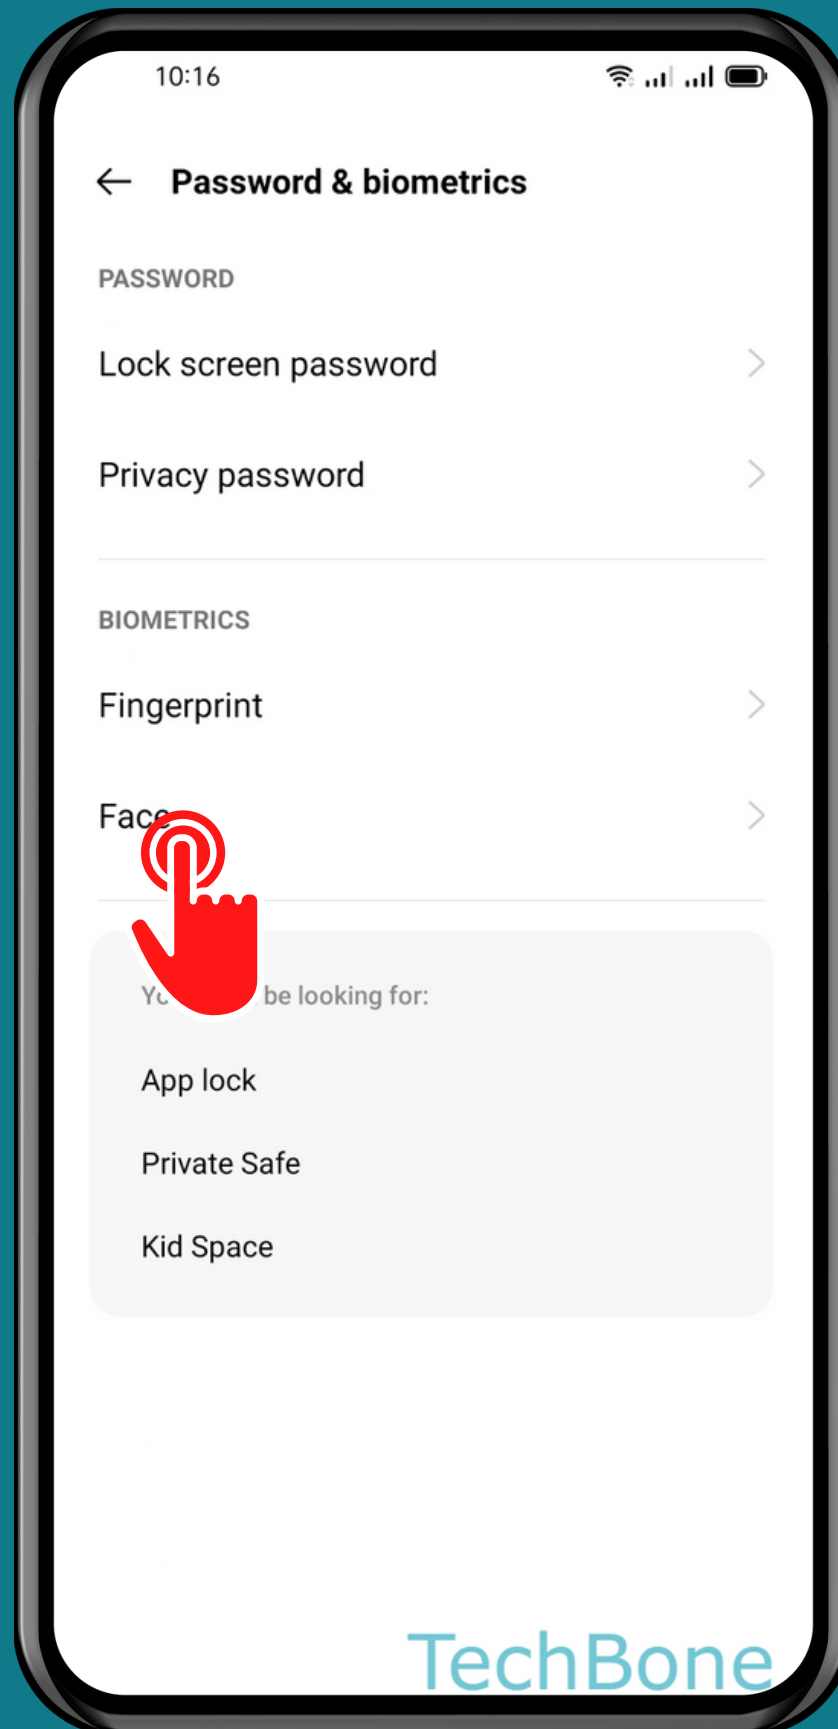 10:16
Password & biometrics
PASSWORD
Lock screen password
Privacy password
BIOMETRICS
Fingerprint
Face
be looking for:
App lock
Private Safe
Kid Space
TechBone